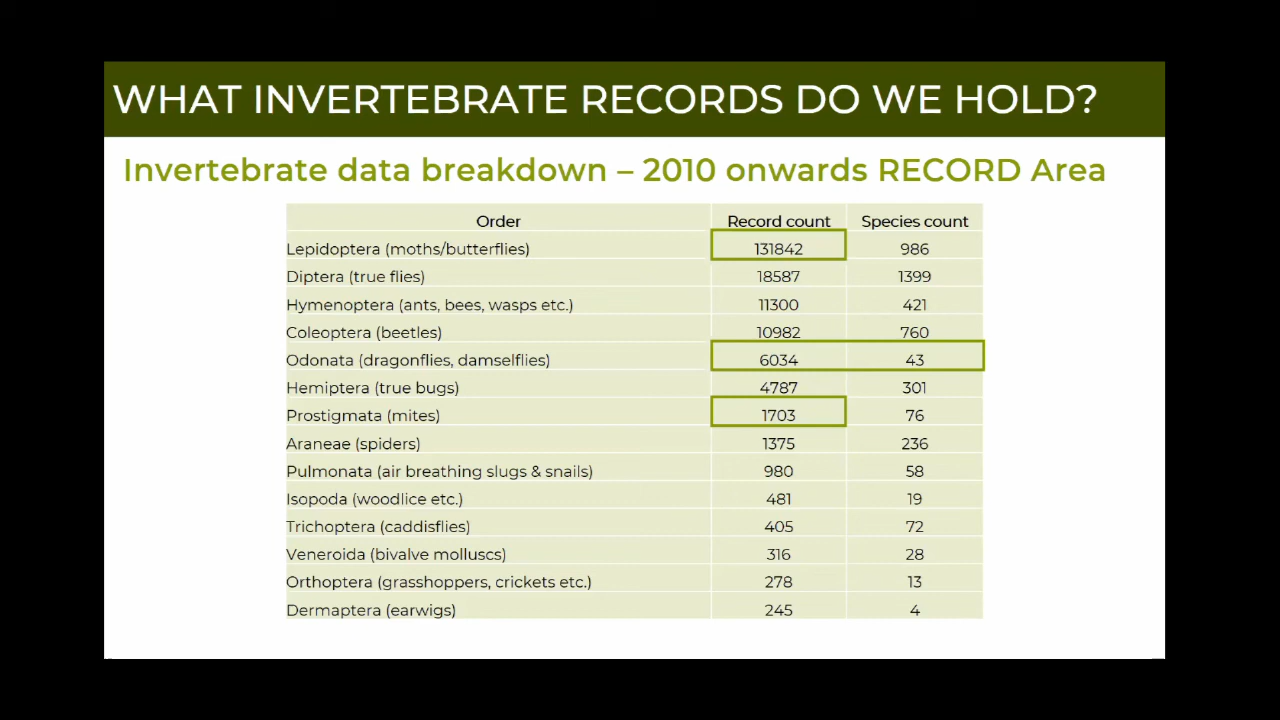 WHAT INVERTEBRATE RECORDS DO WE HOLD?
Invertebrate data breakdown – 2010 onwards RECORD Area
Order Record count Species count
Lepidoptera (moths/butterflies) 131842 986
Diptera (true flies) 18587 1399
Hymenoptera (ants, bees, wasps etc.) 11300 421
Coleoptera (beetles) 10982 760
Odonata (dragonflies, damselflies) 6034 43
Hemiptera (true bugs) 4787 301
Prostigmata (mites) 1703 76
Araneae (spiders) 1375 236
Pulmonata (air breathing slugs & snails) 980 58
Isopoda (woodlice etc.) 481 19
Trichoptera (caddisflies) 405 72
Veneroida (bivalve molluscs) 316 28
Orthoptera (grasshoppers, crickets etc.) 278 13
Dermaptera (earwigs) 245 4